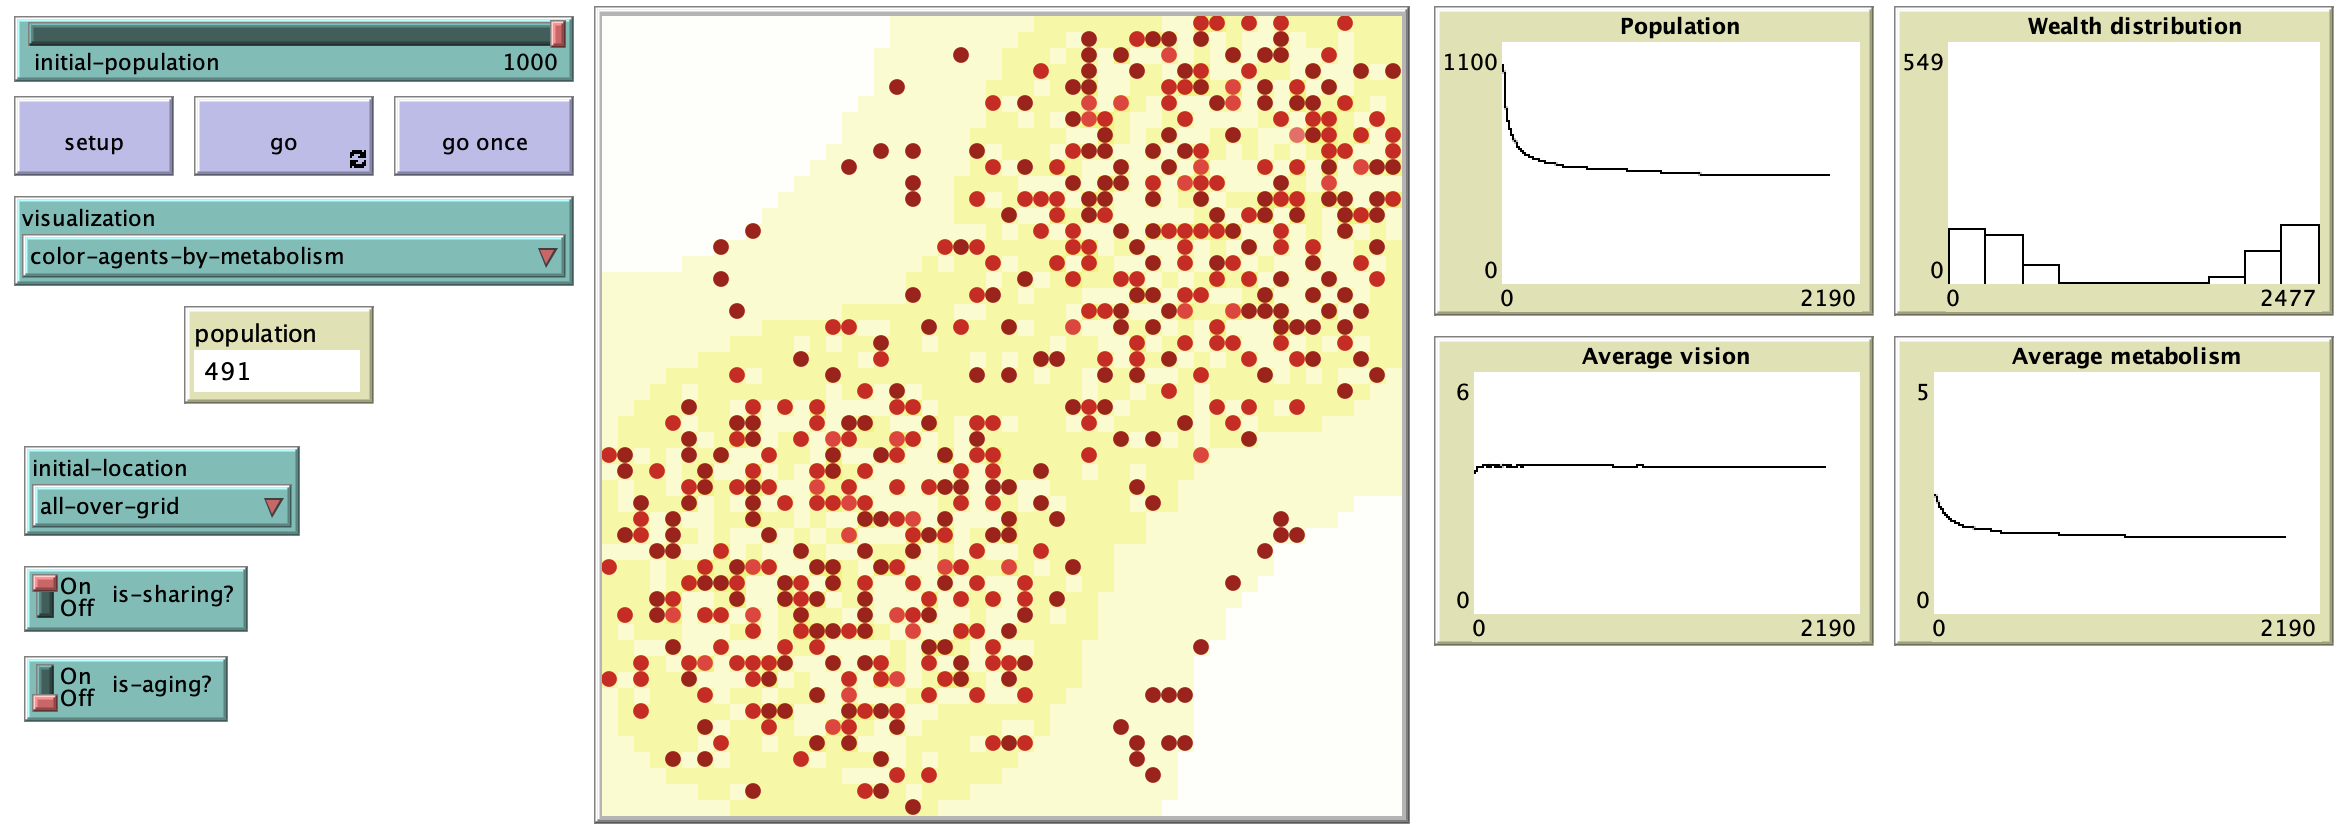 initial-population 1000
setup
go
go once
visualization
color-agents-by-metabolism
population
491
initial-location
all-over-grid
On
Off
is-sharing?
On
Off
is-aging?
Population
1100
0
0 2190
Wealth distribution
549
0
0 2477
Average vision
6
0
0 2190
Average metabolism
5
0
0 2190